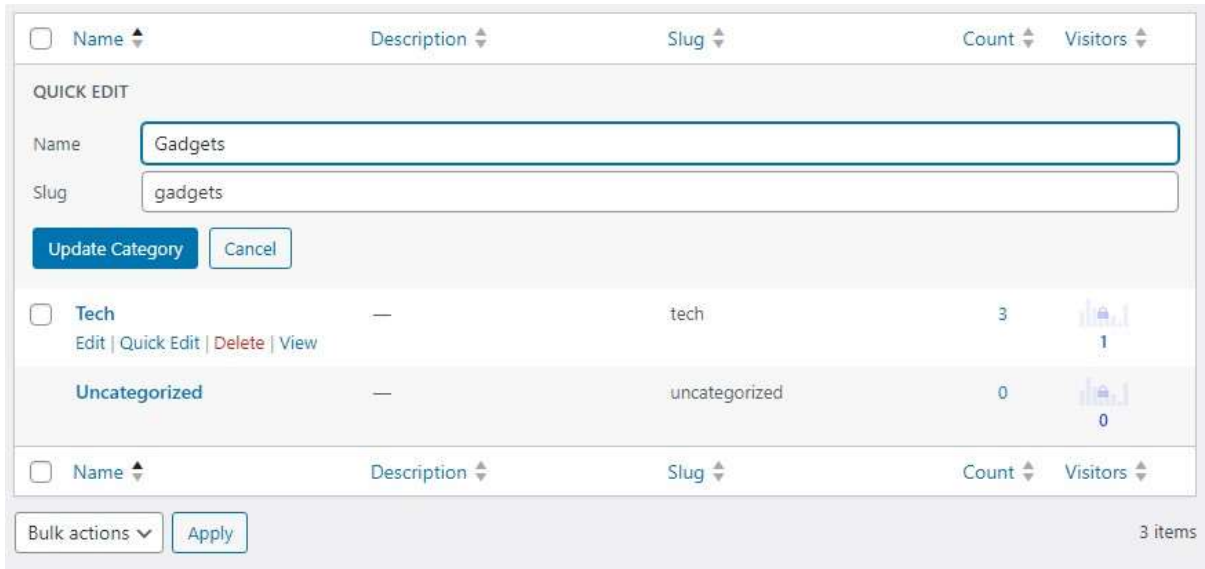 Name Description Slug Count Visitors
QUICK EDIT
Name Gadgets
Slug gadgets
Update Category Cancel
Tech — tech 3
Edit | Quick Edit | Delete | View 1
Uncategorized — uncategorized 0
0
Name Description Slug Count Visitors
Bulk actions Apply 3 items